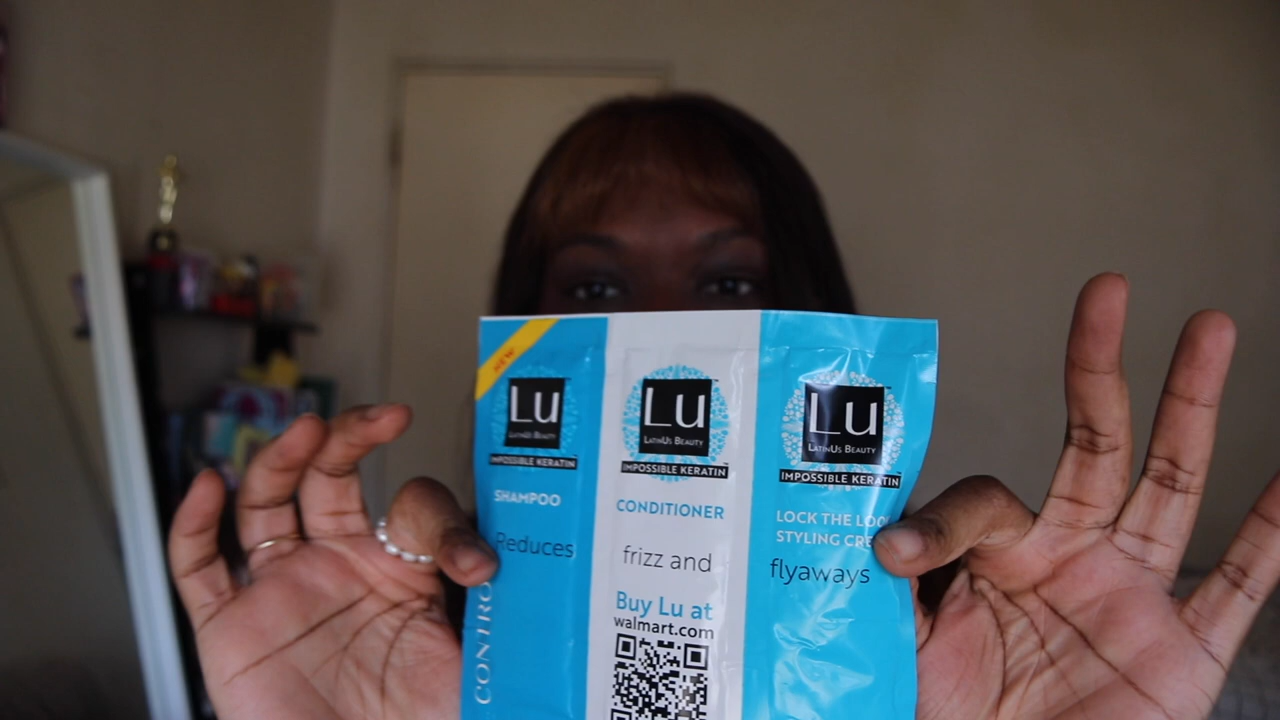 NEW
Lu
LATINUS BEAUTY
IMPOSSIBLE KERATIN
SHAMPOO
Reduces
CONTRO
Lu
LATINUS BEAUTY
IMPOSSIBLE KERATIN
CONDITIONER
frizz and
Buy Lu at
walmart.com
Lu
LATINUS BEAUTY
IMPOSSIBLE KERATIN
LOCK THE LOO
STYLING CRE
flyaways